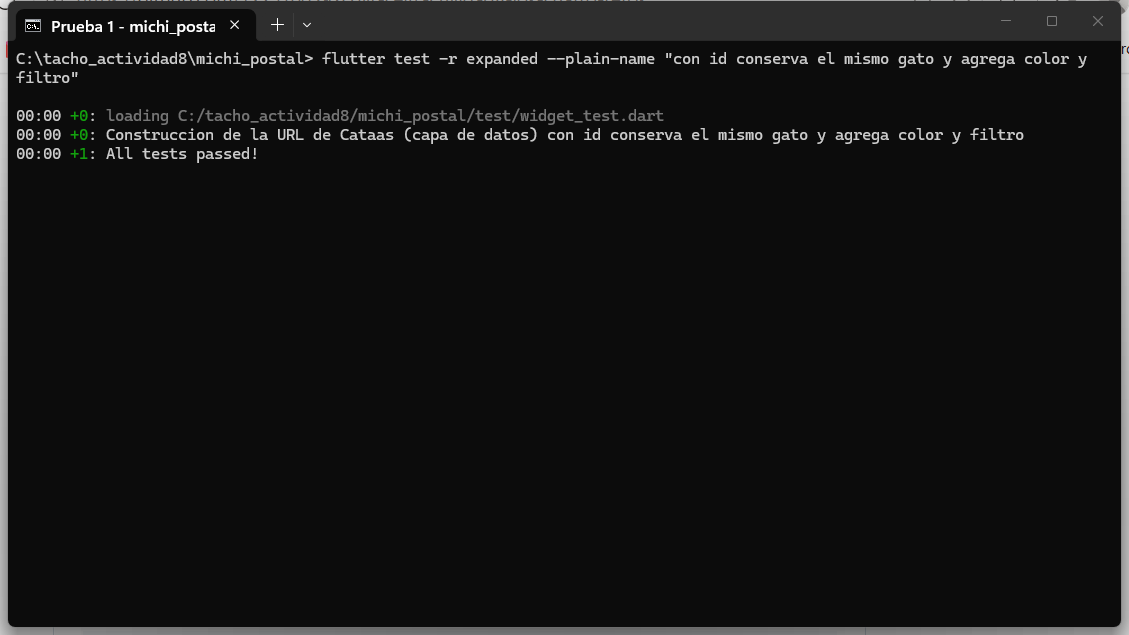 Prueba 1 - michi_posta
C:\tacho_actividad8\michi_postal> flutter test -r expanded --plain-name "con id conserva el mismo gato y agrega color y
filtro"
00:00 +0: loading C:/tacho_actividad8/michi_postal/test/widget_test.dart
00:00 +0: Construccion de la URL de Cataas (capa de datos) con id conserva el mismo gato y agrega color y filtro
00:00 +1: All tests passed!